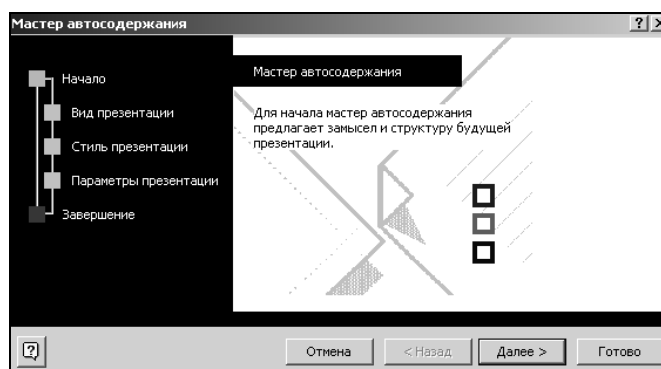 Мастер автосодержания
Начало
Вид презентации
Стиль презентации
Параметры презентации
Завершение
Мастер автосодержания
Для начала мастер автосодержания
предлагает замысел и структуру будущей
презентации.
Отмена
< Назад
Далее >
Готово